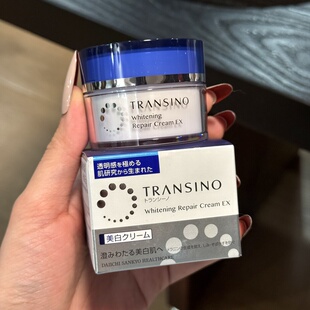 TRANSINO
Whitening
Repair Cream EX
透明感を極める
肌研究から生まれた
TRANSINO
トランシーノ
Whitening Repair Cream EX
美白クリーム
澄みわたる美白肌へ
DAIICHI SANKYO HEALTHCARE